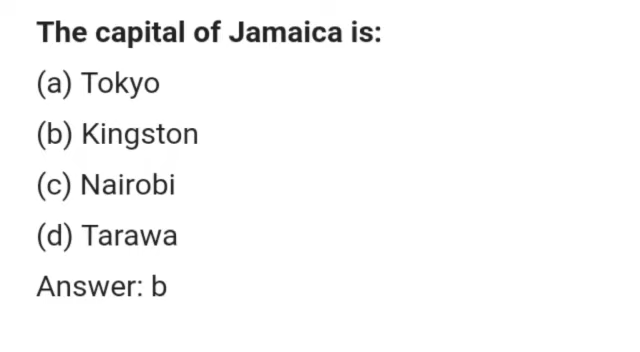 The capital of Jamaica is:
(a) Tokyo
(b) Kingston
(c) Nairobi
(d) Tarawa
Answer: b